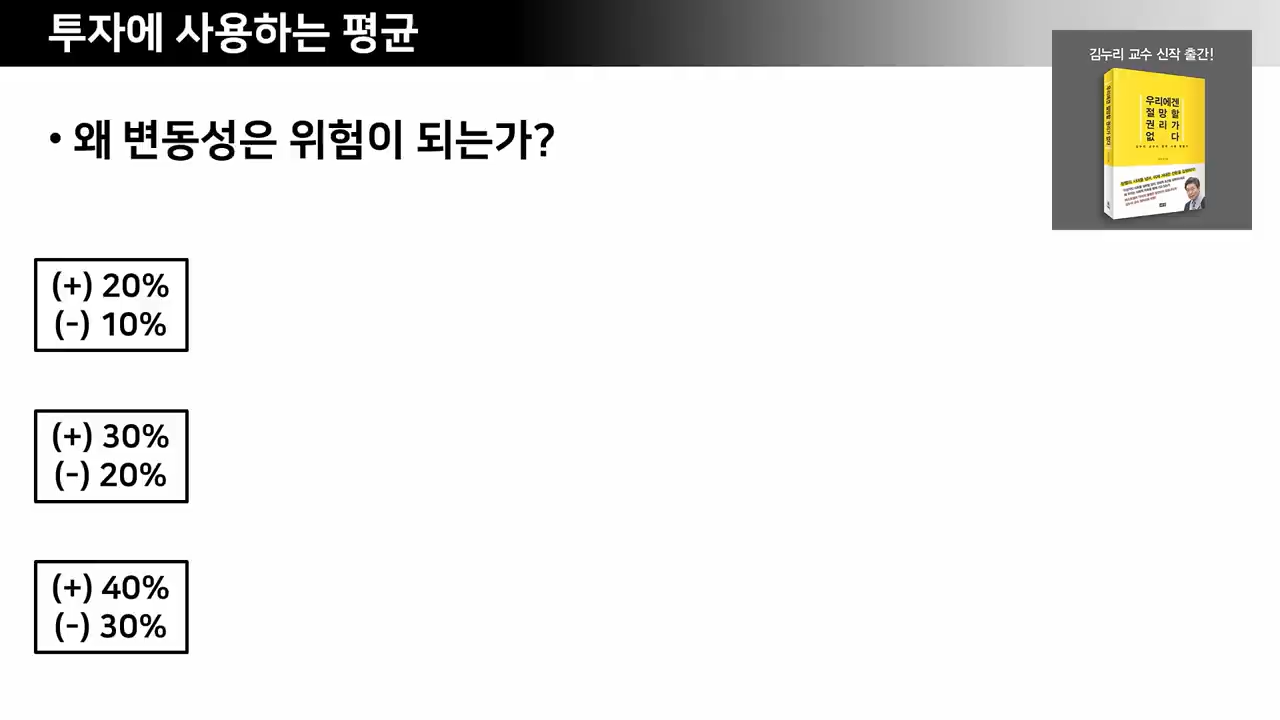 투자에 사용하는 평균
김누리 교수 신작 출간!
• 왜 변동성은 위험이 되는가?
우리에겐
절망할
권리가
없다
(+) 20%
(-) 10%
(+) 30%
(-) 20%
(+) 40%
(-) 30%